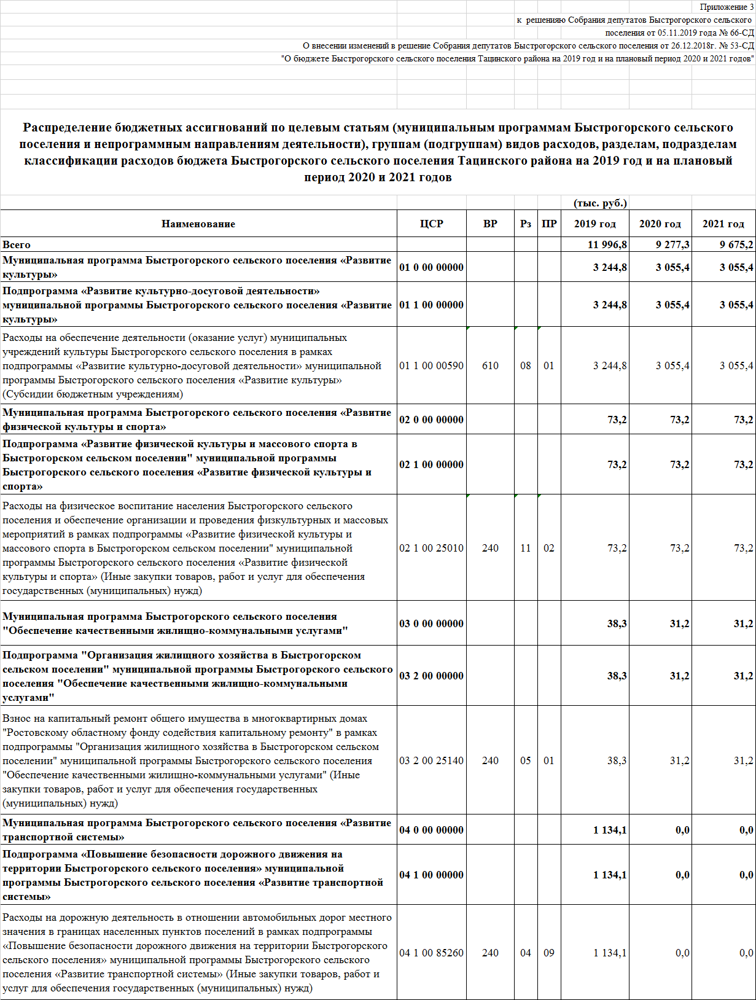 Приложение 3
к решенияю Собрания депутатов Быстрогорского сельского
поселения от 05.11.2019 года № 66-СД
О внесении изменений в решение Собрания депутатов Быстрогорского сельского поселения от 26.12.2018г. № 53-СД
"О бюджете Быстрогорского сельского поселения Тацинского района на 2019 год и на плановый период 2020 и 2021 годов"
Распределение бюджетных ассигнований по целевым статьям (муниципальным программам Быстрогорского сельского
поселения и непрограммным направлениям деятельности), группам (подгруппам) видов расходов, разделам, подразделам
классификации расходов бюджета Быстрогорского сельского поселения Тацинского района на 2019 год и на плановый
период 2020 и 2021 годов
(тыс. руб.)
Наименование ЦСР ВР Рз ПР 2019 год 2020 год 2021 год
Всего 11 996,8 9 277,3 9 675,2
Муниципальная программа Быстрогорского сельского поселения «Развитие
культуры»
01 0 00 00000 3 244,8 3 055,4 3 055,4
Подпрограмма «Развитие культурно-досуговой деятельности»
муниципальной программы Быстрогорского сельского поселения «Развитие
культуры»
01 1 00 00000 3 244,8 3 055,4 3 055,4
Расходы на обеспечение деятельности (оказание услуг) муниципальных
учреждений культуры Быстрогорского сельского поселения в рамках
подпрограммы «Развитие культурно-досуговой деятельности» муниципальной
программы Быстрогорского сельского поселения «Развитие культуры»
(Субсидии бюджетным учреждениям)
01 1 00 00590 610 08 01 3 244,8 3 055,4 3 055,4
Муниципальная программа Быстрогорского сельского поселения «Развитие
физической культуры и спорта»
02 0 00 00000 73,2 73,2 73,2
Подпрограмма «Развитие физической культуры и массового спорта в
Быстрогорском сельском поселении" муниципальной программы
Быстрогорского сельского поселения «Развитие физической культуры и
спорта»
02 1 00 00000 73,2 73,2 73,2
Расходы на физическое воспитание населения Быстрогорского сельского
поселения и обеспечение организации и проведения физкультурных и массовых
мероприятий в рамках подпрограммы «Развитие физической культуры и
массового спорта в Быстрогорском сельском поселении" муниципальной
программы Быстрогорского сельского поселения «Развитие физической
культуры и спорта» (Иные закупки товаров, работ и услуг для обеспечения
государственных (муниципальных) нужд)
02 1 00 25010 240 11 02 73,2 73,2 73,2
Муниципальная программа Быстрогорского сельского поселения
"Обеспечение качественными жилищно-коммунальными услугами"
03 0 00 00000 38,3 31,2 31,2
Подпрограмма "Организация жилищного хозяйства в Быстрогорском
сельском поселении" муниципальной программы Быстрогорского сельского
поселения "Обеспечение качественными жилищно-коммунальными
услугами"
03 2 00 00000 38,3 31,2 31,2
Взнос на капитальный ремонт общего имущества в многоквартирных домах
"Ростовскому областному фонду содействия капитальному ремонту" в рамках
подпрограммы "Организация жилищного хозяйства в Быстрогорском сельском
поселении" муниципальной программы Быстрогорского сельского поселения
"Обеспечение качественными жилищно-коммунальными услугами" (Иные
закупки товаров, работ и услуг для обеспечения государственных
(муниципальных) нужд)
03 2 00 25140 240 05 01 38,3 31,2 31,2
Муниципальная программа Быстрогорского сельского поселения «Развитие
транспортной системы»
04 0 00 00000 1 134,1 0,0 0,0
Подпрограмма «Повышение безопасности дорожного движения на
территории Быстрогорского сельского поселения» муниципальной
программы Быстрогорского сельского поселения «Развитие транспортной
системы»
04 1 00 00000 1 134,1 0,0 0,0
Расходы на дорожную деятельность в отношении автомобильных дорог местного
значения в границах населенных пунктов поселений в рамках подпрограммы
«Повышение безопасности дорожного движения на территории Быстрогорского
сельского поселения» муниципальной программы Быстрогорского сельского
поселения «Развитие транспортной системы» (Иные закупки товаров, работ и
услуг для обеспечения государственных (муниципальных) нужд)
04 1 00 85260 240 04 09 1 134,1 0,0 0,0